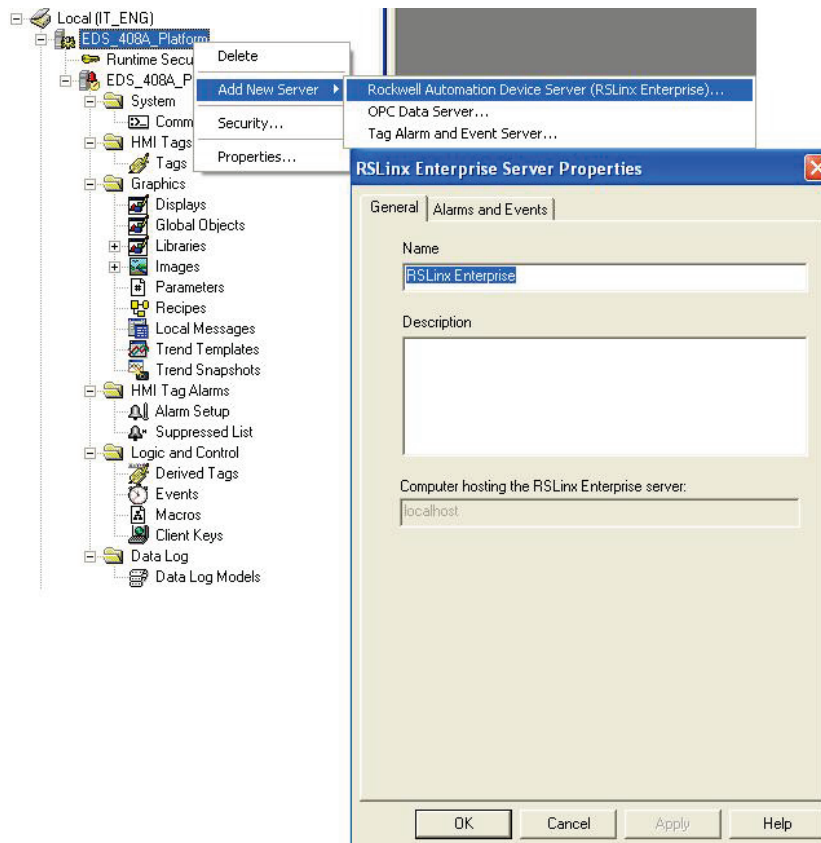 Local (IT_ENG)
EDS_408A_Platform
Runtime Secu
EDS_408A_P
System
Comm
HMI Tags
Tags
Graphics
Displays
Global Objects
Libraries
Images
Parameters
Recipes
Local Messages
Trend Templates
Trend Snapshots
HMI Tag Alarms
Alarm Setup
Suppressed List
Logic and Control
Derived Tags
Events
Macros
Client Keys
Data Log
Data Log Models
Delete
Add New Server
Security...
Properties...
Rockwell Automation Device Server (RSLinx Enterprise)...
OPC Data Server...
Tag Alarm and Event Server...
RSLinx Enterprise Server Properties
General
Alarms and Events
Name
RSLinx Enterprise
Description
Computer hosting the RSLinx Enterprise server:
localhost
OK
Cancel
Apply
Help